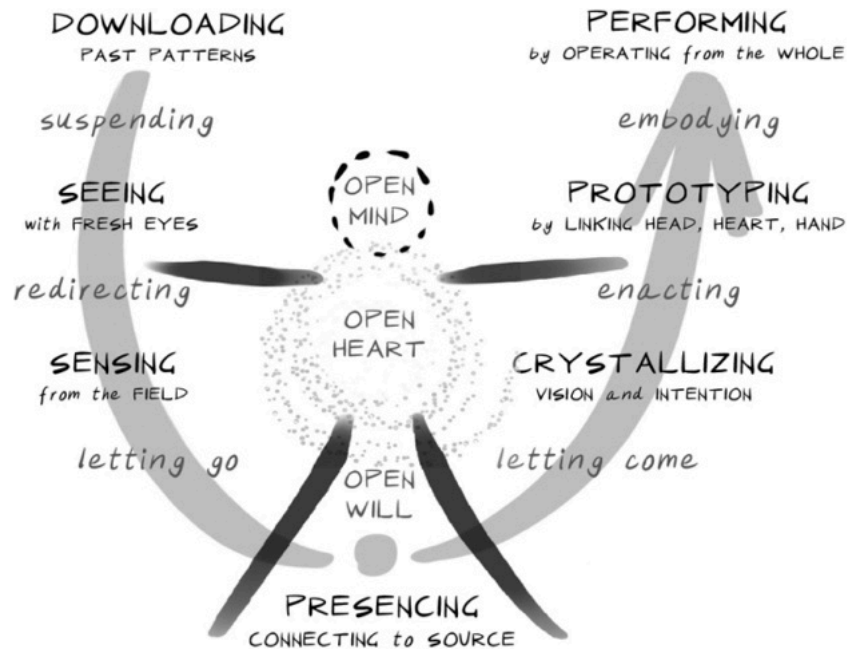 DOWNLOADING
PAST PATTERNS
suspending
SEEING
with FRESH EYES
redirecting
SENSING
from the FIELD
letting go
OPEN
MIND
OPEN
HEART
OPEN
WILL
PRESENCING
CONNECTING to SOURCE
letting come
CRYSTALLIZING
VISION and INTENTION
enacting
PROTOTYPING
by LINKING HEAD, HEART, HAND
embodying
PERFORMING
by OPERATING from the WHOLE